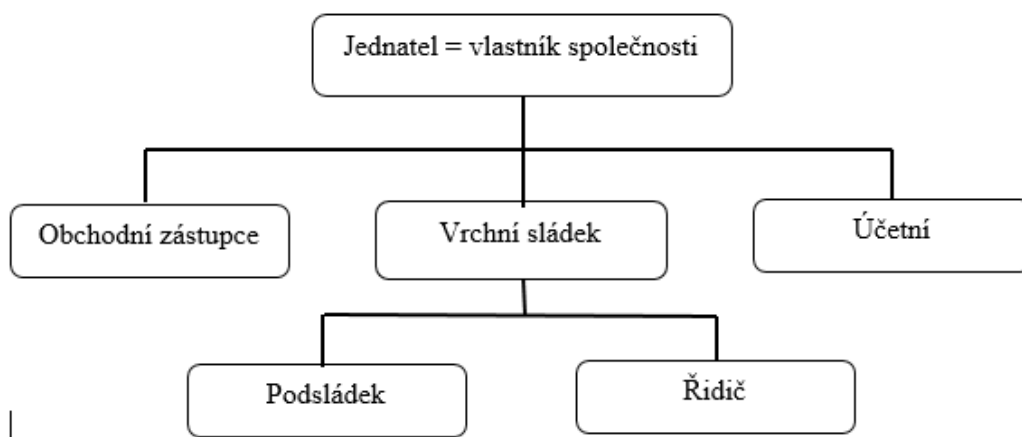 Jednatel = vlastník společnosti
Obchodní zástupce
Vrchní sládek
Účetní
Podsládek
Řidič